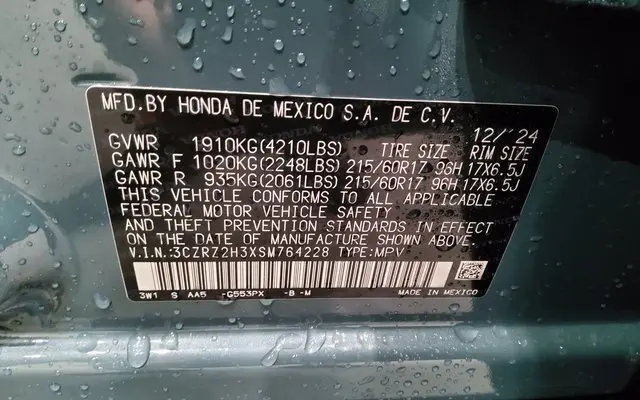 MFD.BY HONDA DE MEXICO S.A. DE C.V.
12/'24
GVWR 1910KG(4210LBS) TIRE SIZE RIM SIZE
GAWR F 1020KG(2248LBS) 215/60R17 96H 17X6.5J
GAWR R 935KG(2061LBS) 215/60R17 96H 17X6.5J
THIS VEHICLE CONFORMS TO ALL APPLICABLE
FEDERAL MOTOR VEHICLE SAFETY
AND THEFT PREVENTION STANDARDS IN EFFECT
ON THE DATE OF MANUFACTURE SHOWN ABOVE.
V.I.N.:3CZRZ2H3XSM764228 TYPE:MPV
3W1 S AA5 -G553PX -B -M MADE IN MEXICO